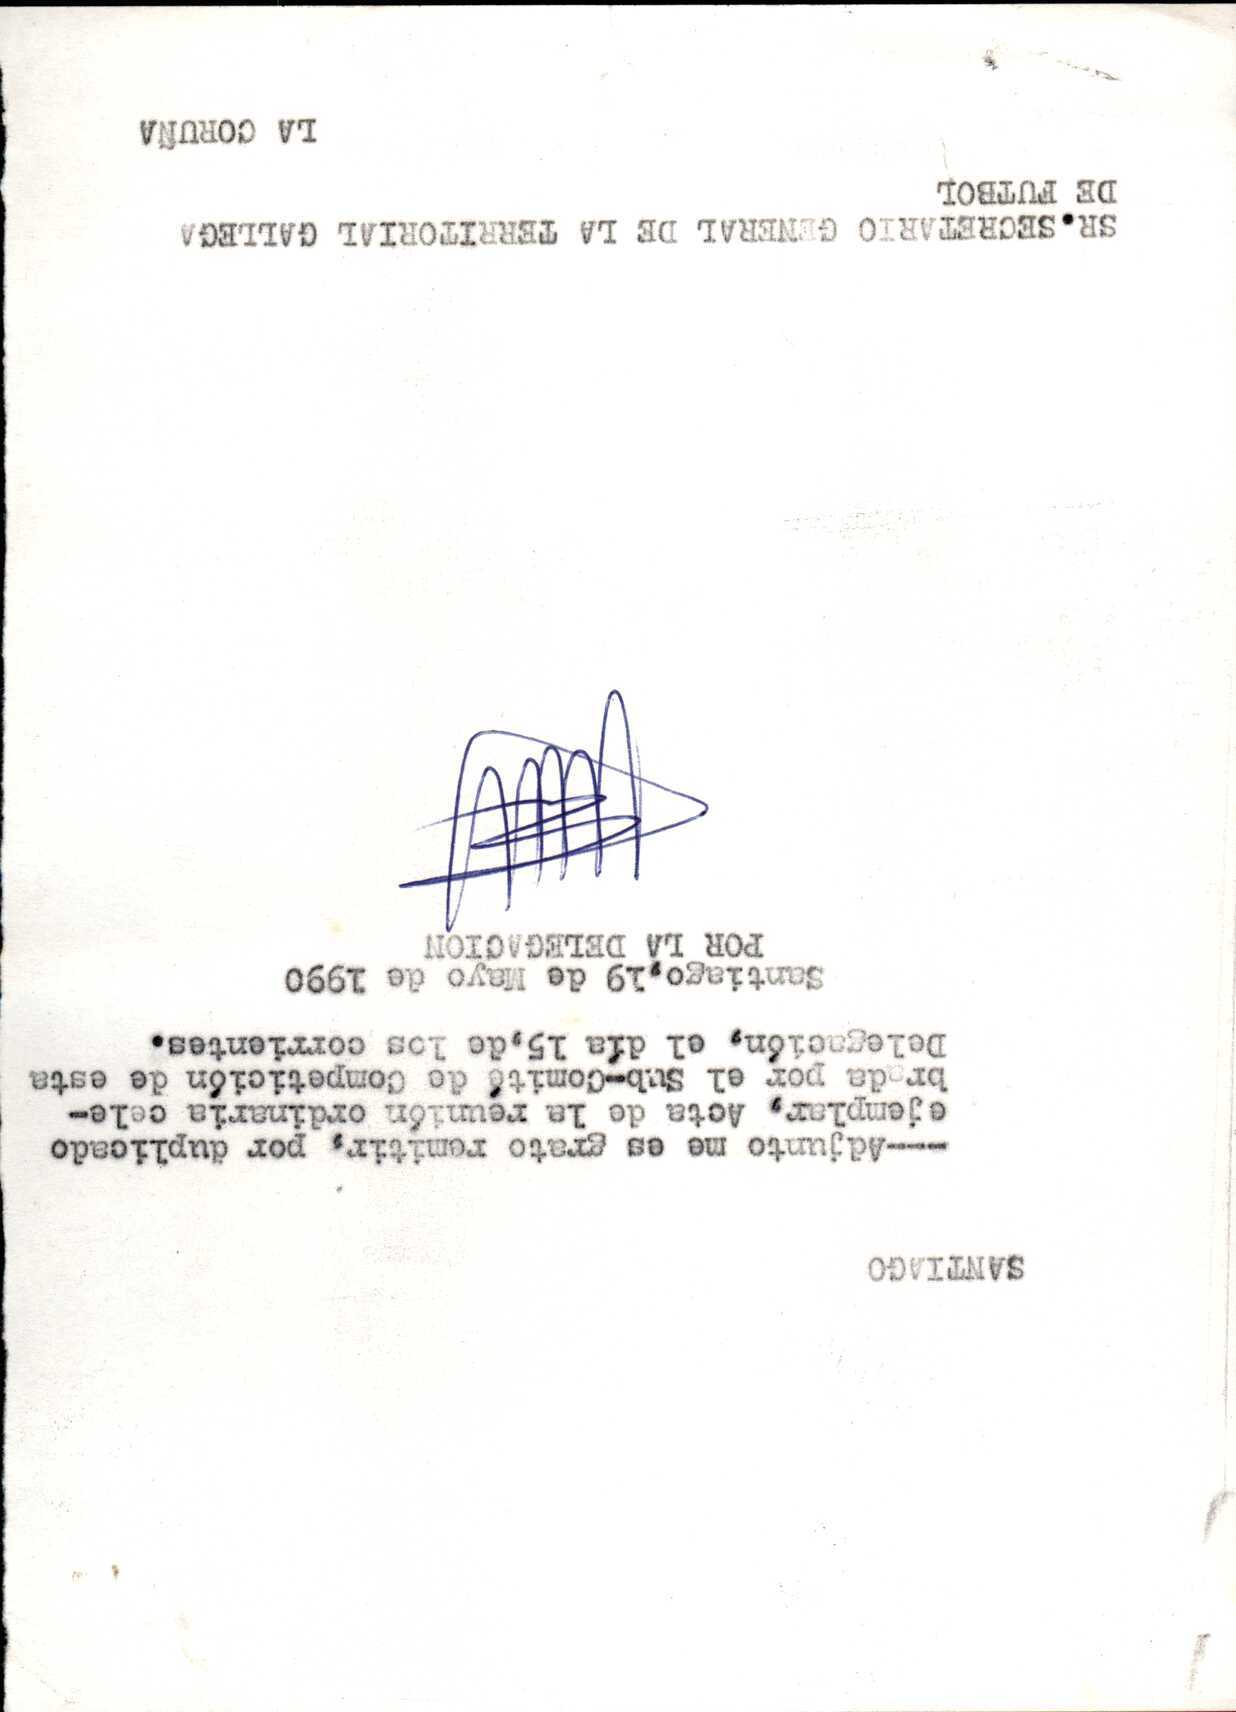 SANTIAGO
----Adjunto me es grato remitir, por duplicado
ejemplar, Acta de la reunión ordinaria cele-
brada por el Sub-Comité de Competición de esta
Delegación, el día 15,de los corrientes.
Santiago,19 de Mayo de 1990
POR LA DELEGACION
SR.SECRETARIO GENERAL DE LA TERRITORIAL GALLEGA
DE FUTBOL
LA CORUÑA